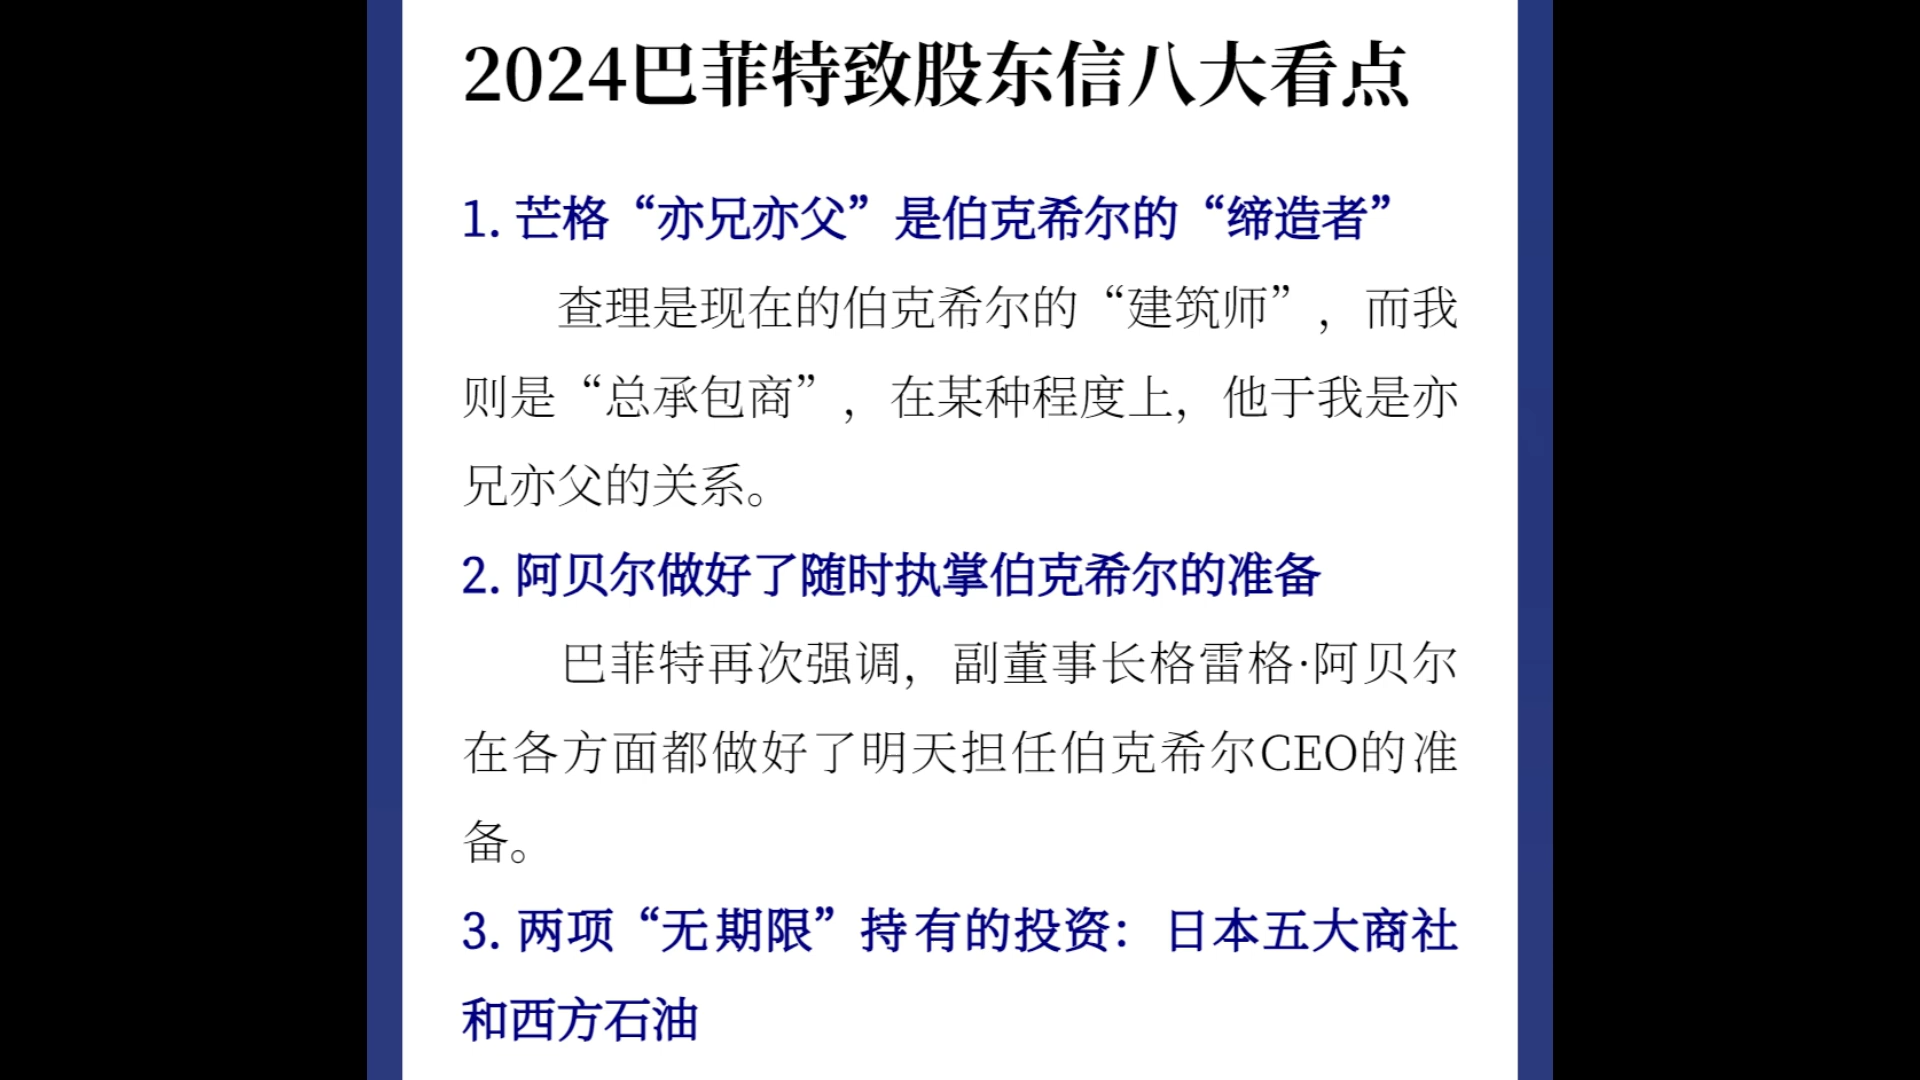 2024巴菲特致股东信八大看点
1. 芒格“亦兄亦父”是伯克希尔的“缔造者”
查理是现在的伯克希尔的“建筑师”，而我
则是“总承包商”，在某种程度上，他于我是亦
兄亦父的关系。
2. 阿贝尔做好了随时执掌伯克希尔的准备
巴菲特再次强调，副董事长格雷格·阿贝尔
在各方面都做好了明天担任伯克希尔CEO的准
备。
3. 两项“无期限”持有的投资：日本五大商社
和西方石油